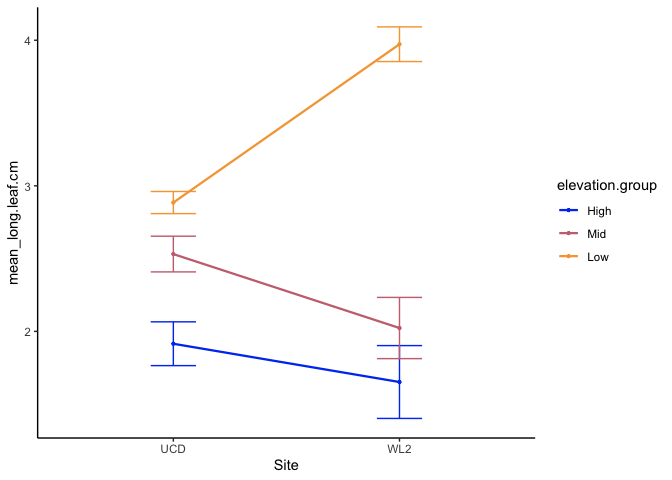 mean_long.leaf.cm
4
3
2
UCD
WL2
Site
elevation.group
High
Mid
Low